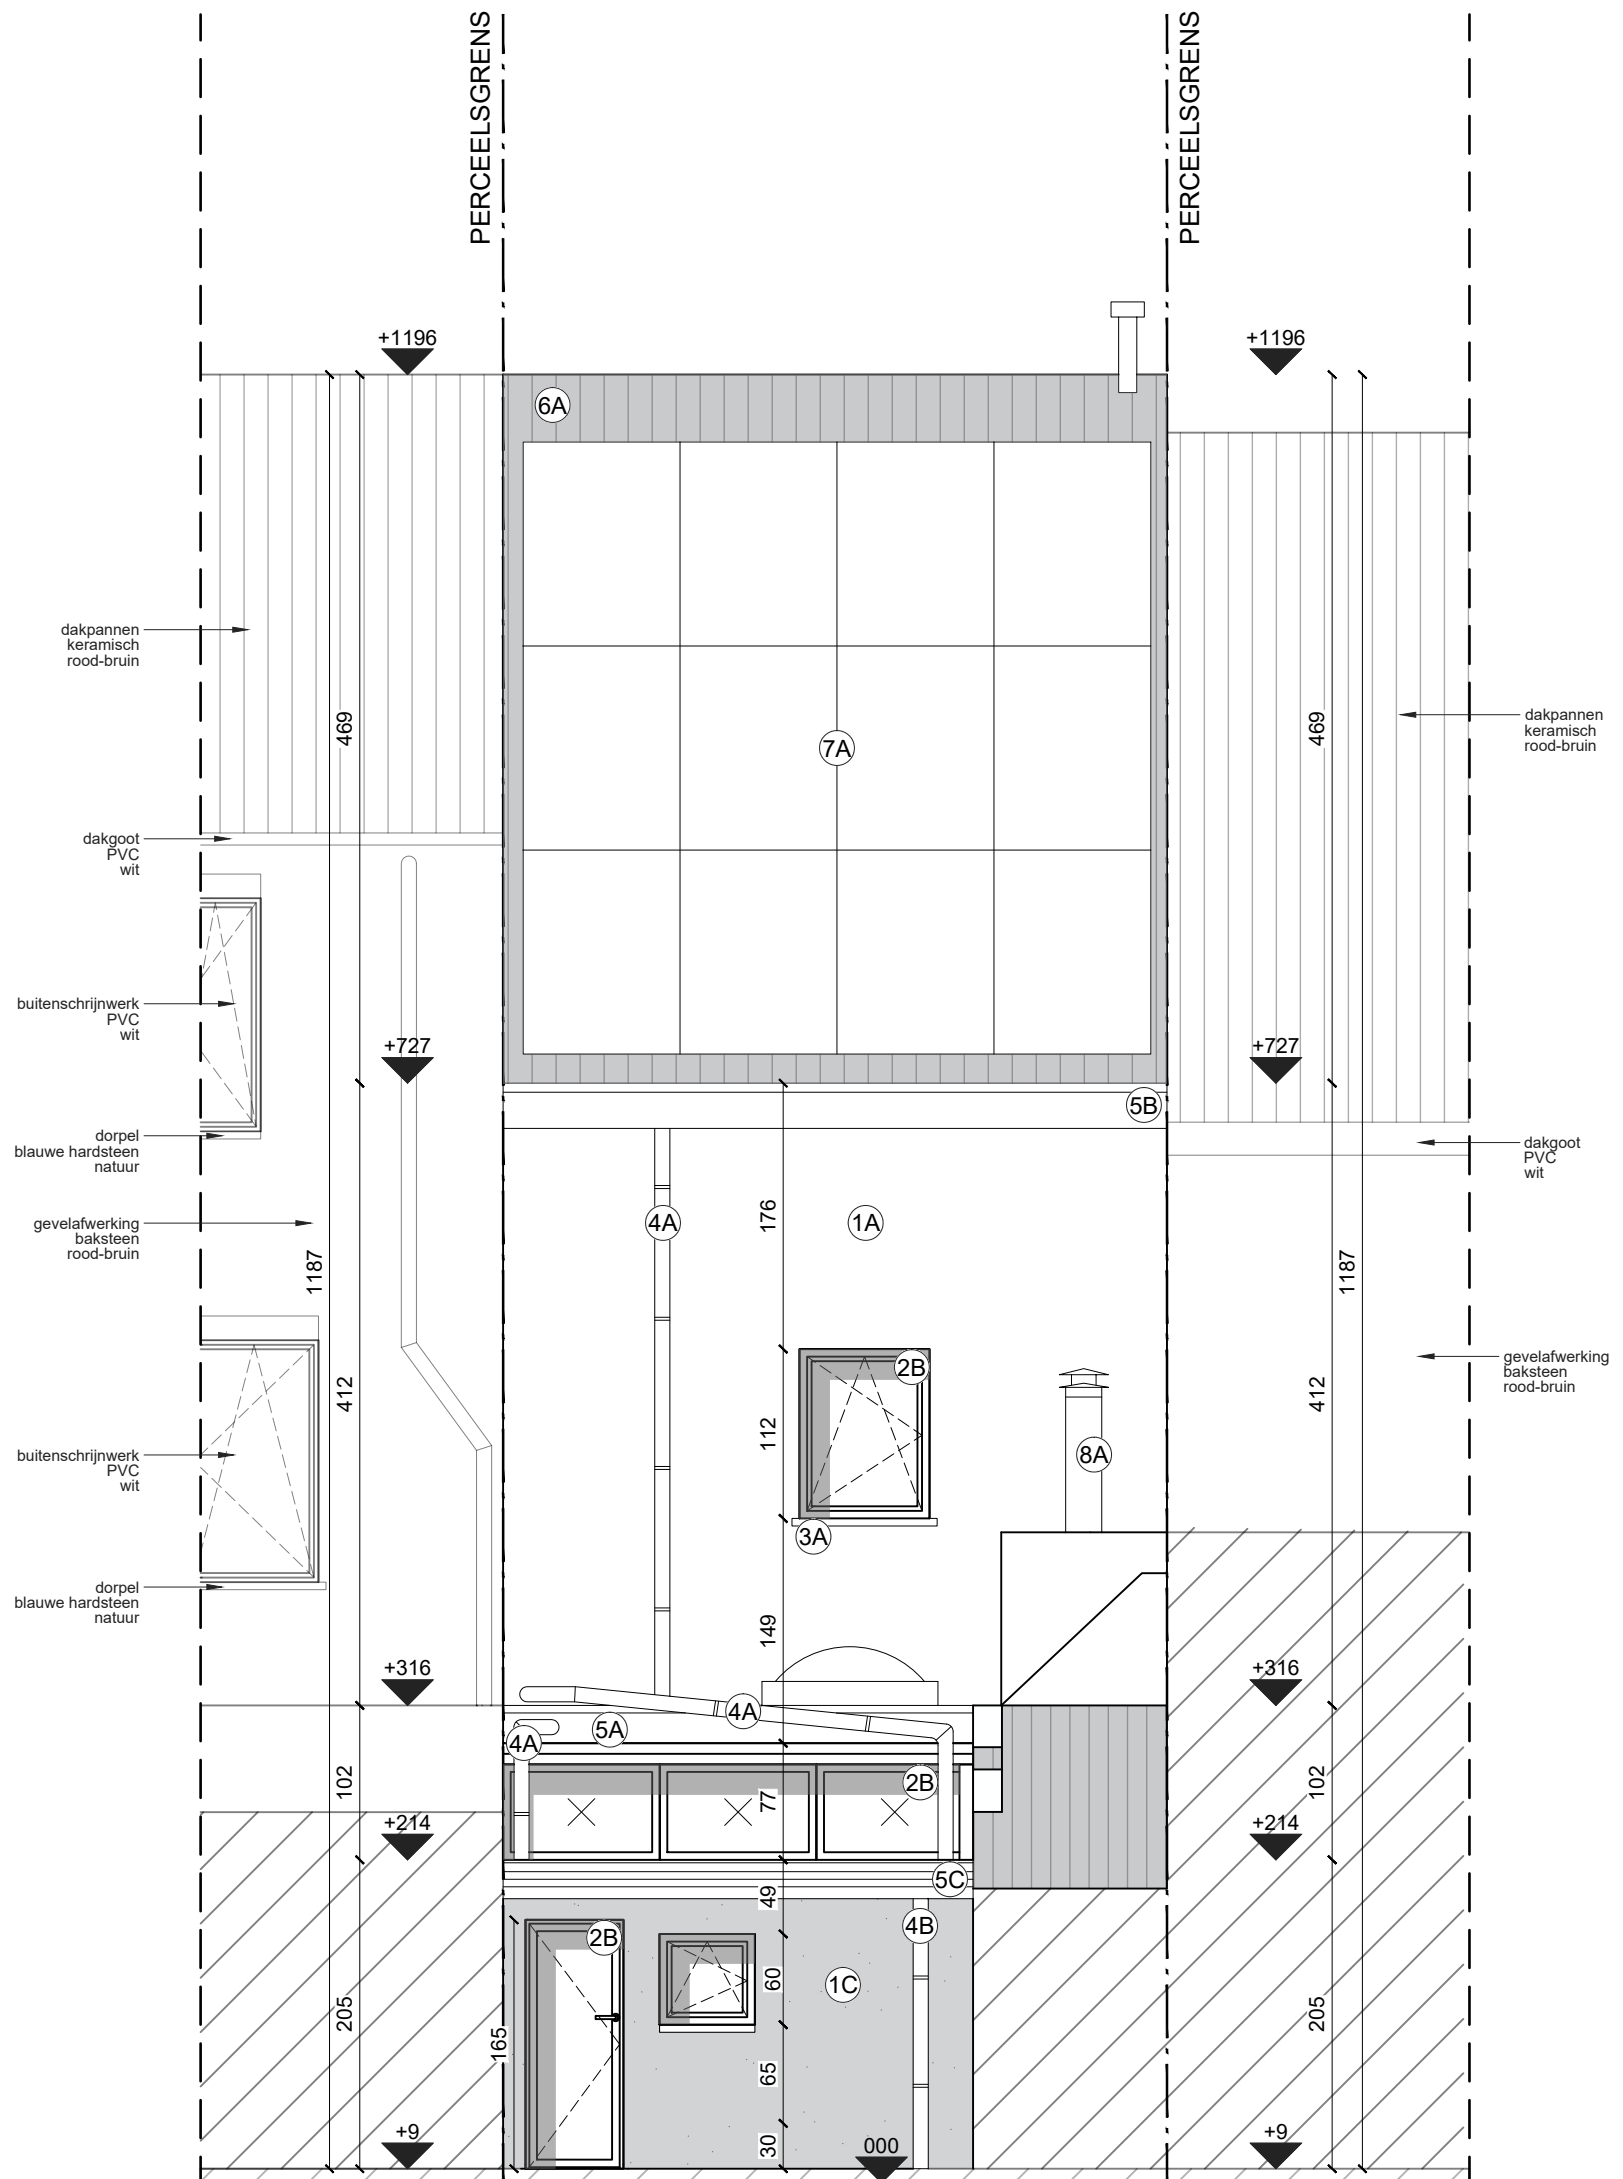 PERCEELSGRENS
PERCEELSGRENS
+1196
+1196
6A
dakpannen
keramisch
rood-bruin
469
469
dakpannen
keramisch
rood-bruin
7A
dakgoot
PVC
wit
buitenschrijnwerk
PVC
wit
+727
+727
5B
dorpel
blauwe hardsteen
natuur
dakgoot
PVC
wit
gevelafwerking
baksteen
rood-bruin
4A
176
1A
1187
1187
gevelafwerking
baksteen
rood-bruin
2B
412
412
112
8A
buitenschrijnwerk
PVC
wit
3A
dorpel
blauwe hardsteen
natuur
149
+316
+316
4A
5A
4A
102
77
2B
102
+214
+214
5C
49
4B
2B
60
1C
205
165
65
205
+9
30
000
+9